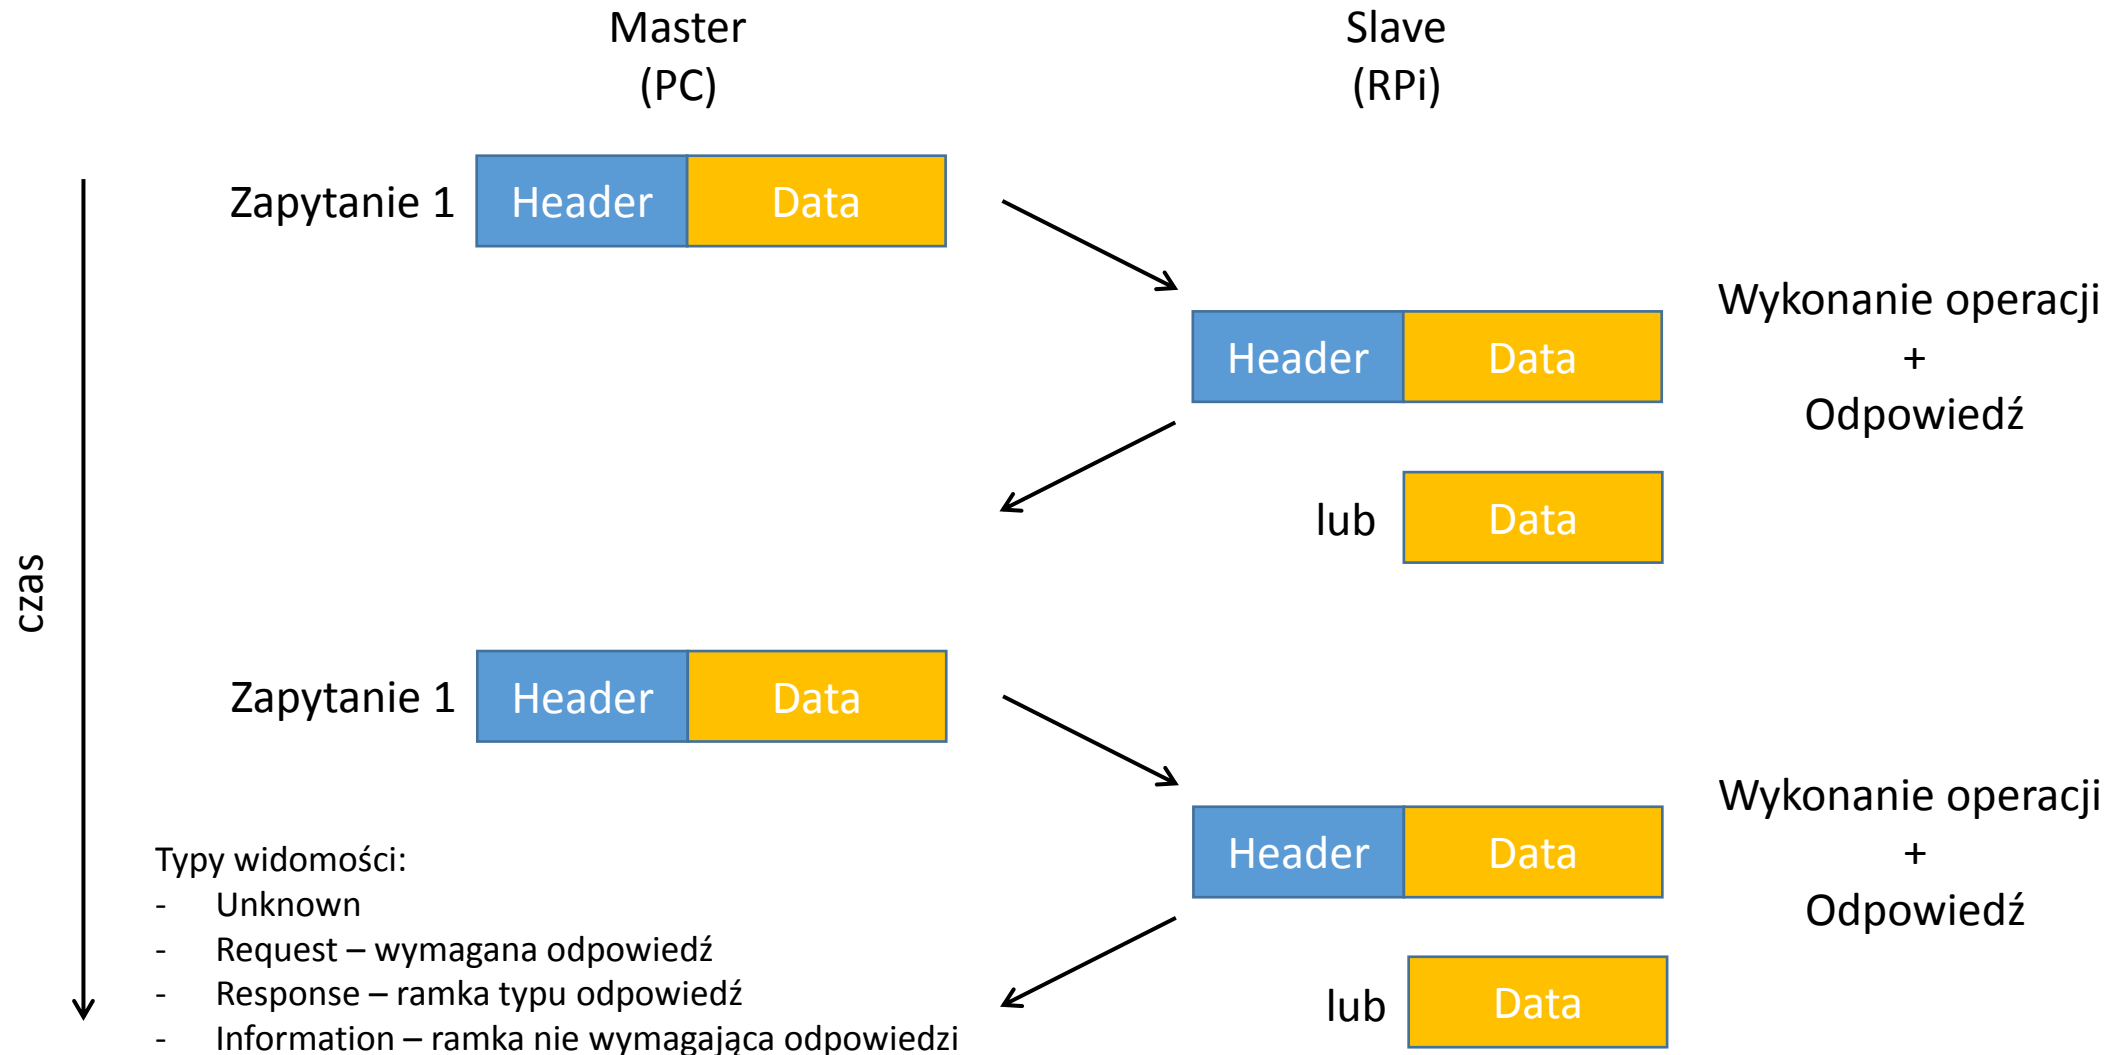 Master
(PC)
Slave
(RPi)
Zapytanie 1
Header
Data
Header
Data
Wykonanie operacji
+
Odpowiedź
lub
Data
czas
Zapytanie 1
Header
Data
Header
Data
Wykonanie operacji
+
Odpowiedź
lub
Data
Typy widomości:
- Unknown
- Request – wymagana odpowiedź
- Response – ramka typu odpowiedź
- Information – ramka nie wymagająca odpowiedzi